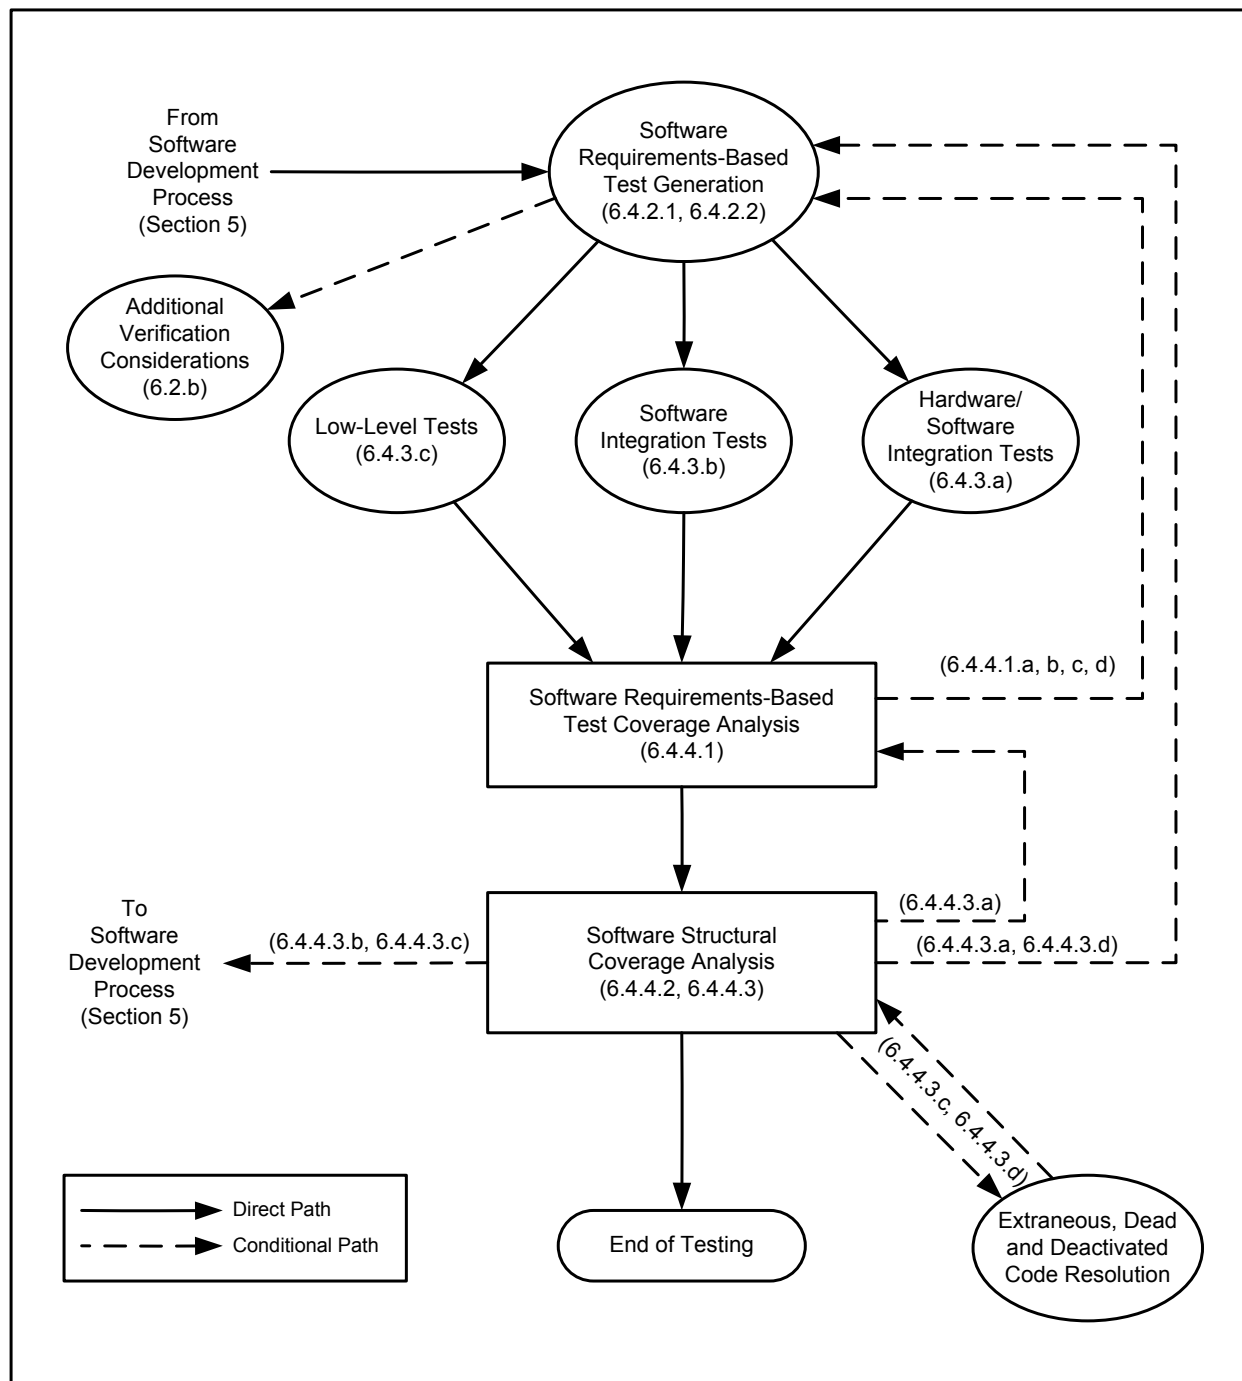 From
Software
Development
Process
(Section 5)
Software
Requirements-Based
Test Generation
(6.4.2.1, 6.4.2.2)
Additional
Verification
Considerations
(6.2.b)
Low-Level Tests
(6.4.3.c)
Software
Integration Tests
(6.4.3.b)
Hardware/
Software
Integration Tests
(6.4.3.a)
(6.4.4.1.a, b, c, d)
Software Requirements-Based
Test Coverage Analysis
(6.4.4.1)
(6.4.4.3.a)
(6.4.4.3.a, 6.4.4.3.d)
To
Software
Development
Process
(Section 5)
(6.4.4.3.b, 6.4.4.3.c)
Software Structural
Coverage Analysis
(6.4.4.2, 6.4.4.3)
(6.4.4.3.c, 6.4.4.3.d)
Direct Path
Conditional Path
End of Testing
Extraneous, Dead
and Deactivated
Code Resolution